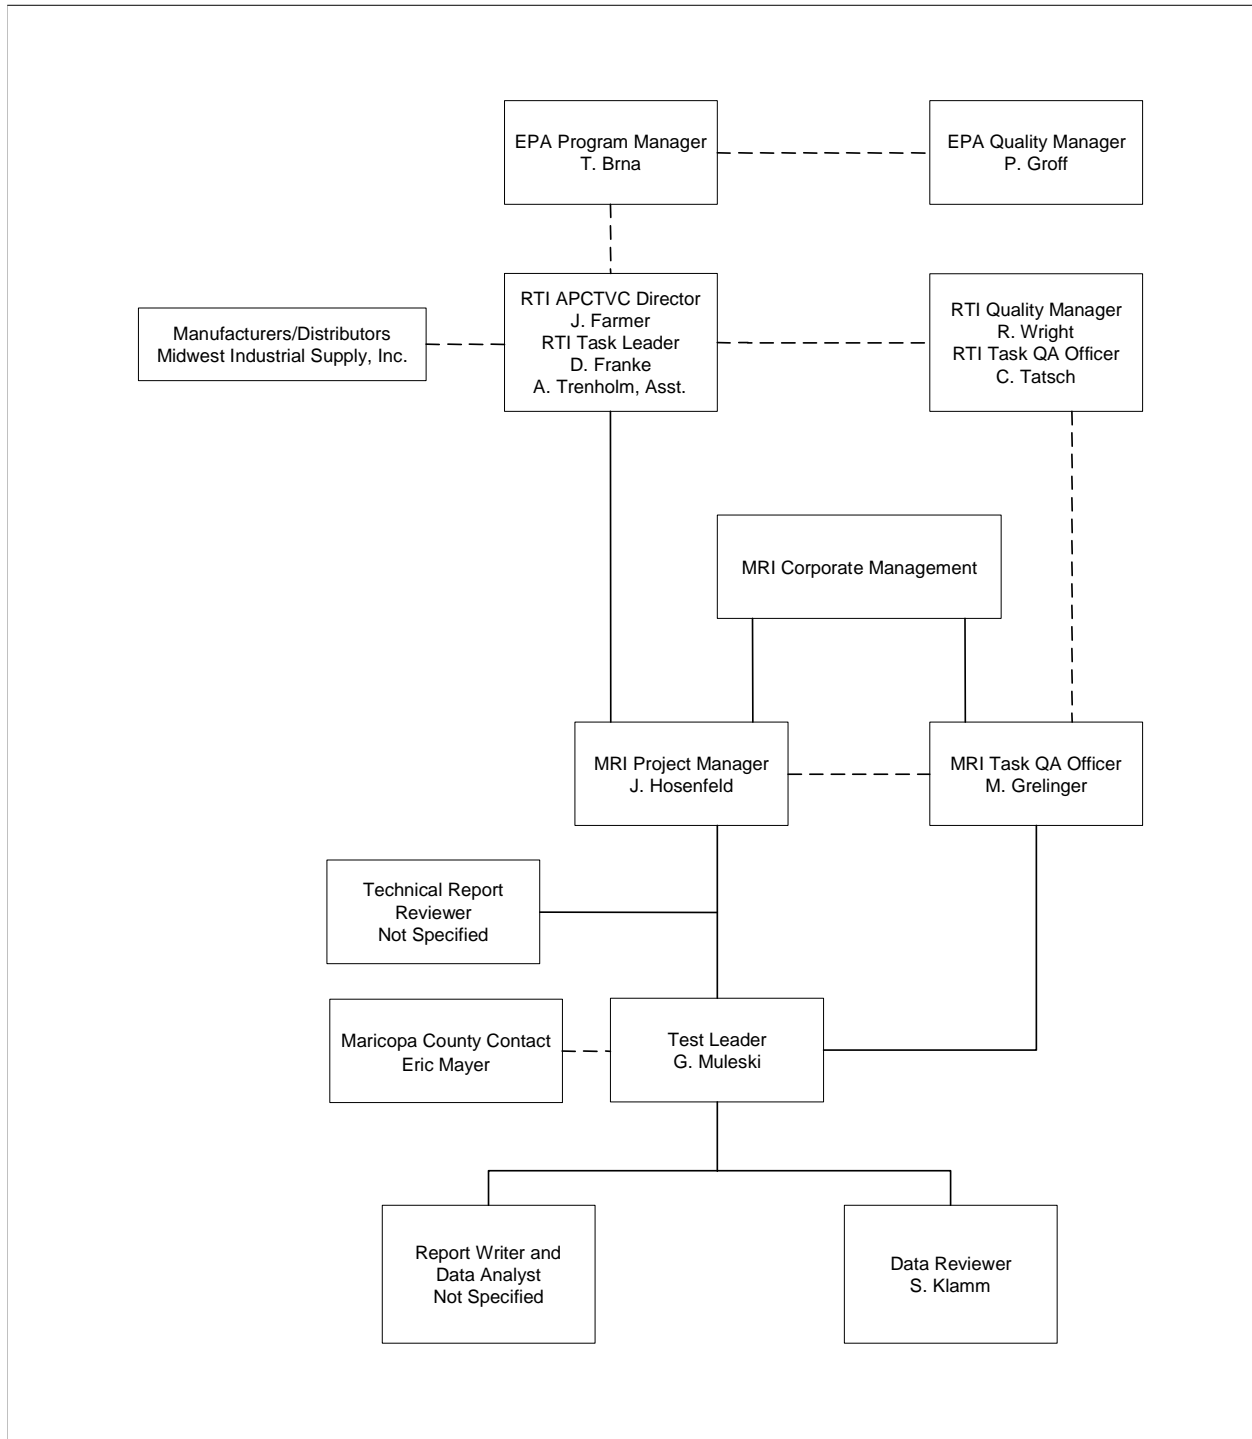 EPA Program Manager
T. Brna
EPA Quality Manager
P. Groff
Manufacturers/Distributors
Midwest Industrial Supply, Inc.
RTI APCTVC Director
J. Farmer
RTI Task Leader
D. Franke
A. Trenholm, Asst.
RTI Quality Manager
R. Wright
RTI Task QA Officer
C. Tatsch
MRI Corporate Management
MRI Project Manager
J. Hosenfeld
MRI Task QA Officer
M. Grelinger
Technical Report
Reviewer
Not Specified
Maricopa County Contact
Eric Mayer
Test Leader
G. Muleski
Report Writer and
Data Analyst
Not Specified
Data Reviewer
S. Klamm